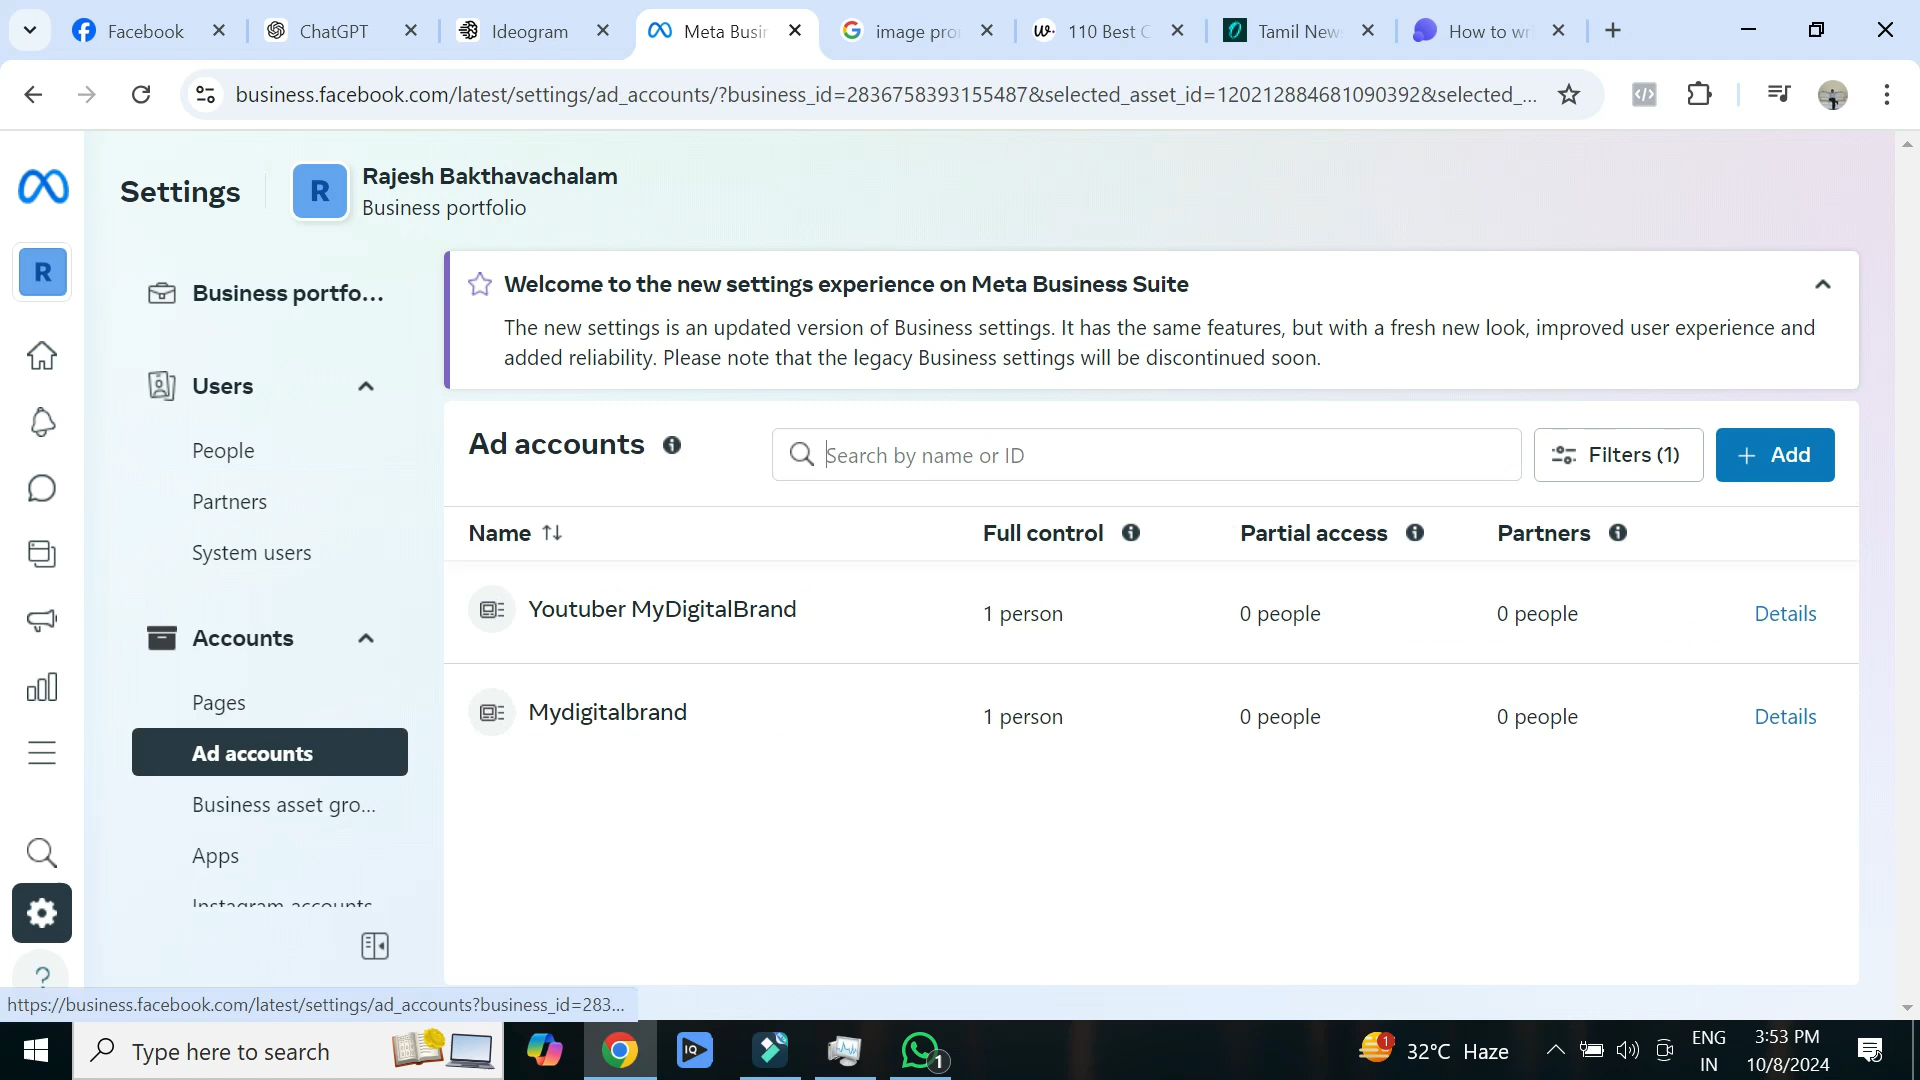 Facebook
ChatGPT
Ideogram
Meta Busin
image pro
110 Best C
Tamil New
How to wr
business.facebook.com/latest/settings/ad_accounts/?business_id=2836758393155487&selected_asset_id=120212884681090392&selected_...
Settings
R
Rajesh Bakthavachalam
Business portfolio
R
Business portfo...
Users
People
Partners
System users
Accounts
Pages
Ad accounts
Business asset gro...
Apps
Instagram accounts
Welcome to the new settings experience on Meta Business Suite
The new settings is an updated version of Business settings. It has the same features, but with a fresh new look, improved user experience and
added reliability. Please note that the legacy Business settings will be discontinued soon.
Ad accounts
Search by name or ID
Filters (1)
+ Add
Name
Full control
Partial access
Partners
Youtuber MyDigitalBrand
1 person
0 people
0 people
Details
Mydigitalbrand
1 person
0 people
0 people
Details
?
https://business.facebook.com/latest/settings/ad_accounts?business_id=283...
Type here to search
IQ
1
1
32°C Haze
ENG
IN
3:53 PM
10/8/2024